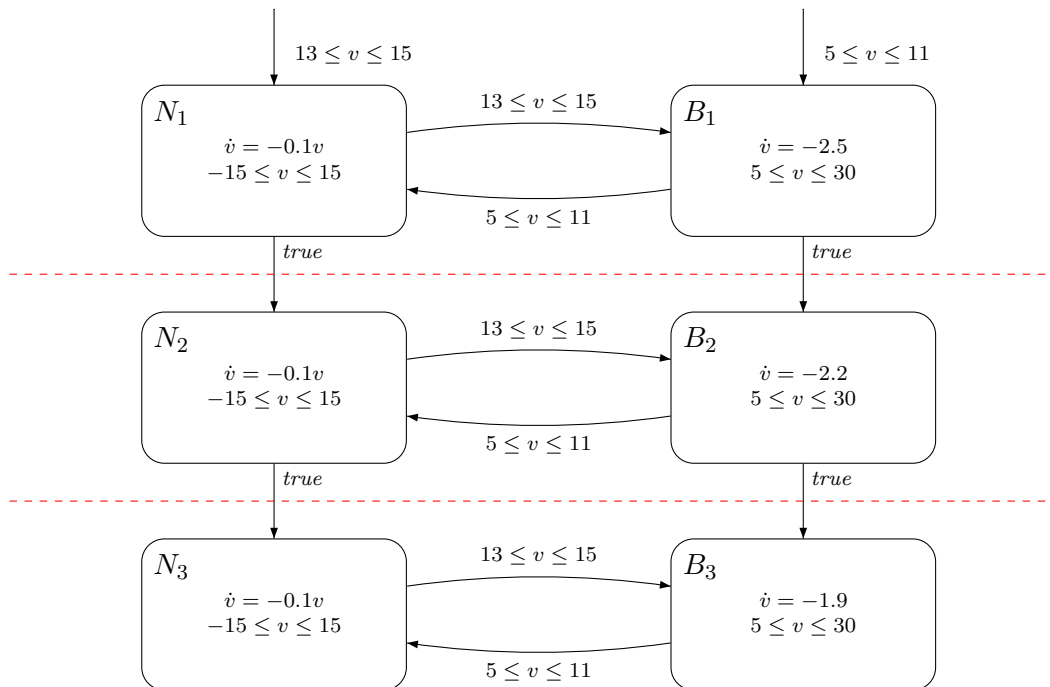 13 ≤ v ≤ 15
5 ≤ v ≤ 11
N₁
v̇ = −0.1v
−15 ≤ v ≤ 15
13 ≤ v ≤ 15
5 ≤ v ≤ 11
B₁
v̇ = −2.5
5 ≤ v ≤ 30
true
true
N₂
v̇ = −0.1v
−15 ≤ v ≤ 15
13 ≤ v ≤ 15
5 ≤ v ≤ 11
B₂
v̇ = −2.2
5 ≤ v ≤ 30
true
true
N₃
v̇ = −0.1v
−15 ≤ v ≤ 15
13 ≤ v ≤ 15
5 ≤ v ≤ 11
B₃
v̇ = −1.9
5 ≤ v ≤ 30